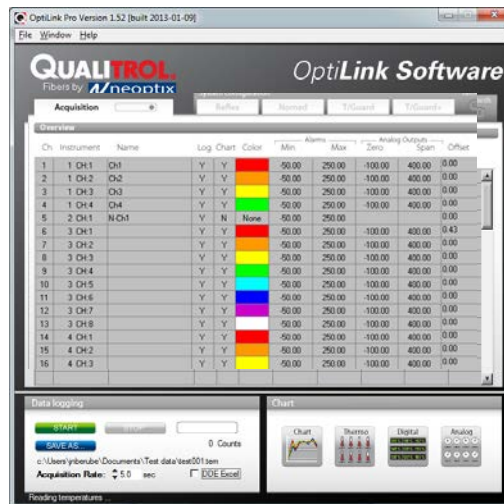 OptiLink Pro Version 1.52 [built 2013-01-09]
File Window Help
QUALITROL.
Fibers by neoptix
OptiLink Software
Acquisition Reflex Nomad T/Guard T/Guard+
Overview
Alarms Analog Outputs
Ch. Instrument Name Log Chart Color Min Max Zero Span Offset
1 1 CH:1 Ch1 Y Y -50.00 250.00 -100.00 400.00 0.00
2 1 CH:2 Ch2 Y Y -50.00 250.00 -100.00 400.00 0.00
3 1 CH:3 Ch3 Y Y -50.00 250.00 -100.00 400.00 0.00
4 1 CH:4 Ch4 Y Y -50.00 250.00 -100.00 400.00 0.00
5 2 CH:1 N-Ch1 Y N None -50.00 250.00 0.00
6 3 CH:1 Y Y -50.00 250.00 -100.00 400.00 0.43
7 3 CH:2 Y Y -50.00 250.00 -100.00 400.00 0.00
8 3 CH:3 Y Y -50.00 250.00 -100.00 400.00 0.00
9 3 CH:4 Y Y -50.00 250.00 -100.00 400.00 0.00
10 3 CH:5 Y Y -50.00 250.00 -100.00 400.00 0.00
11 3 CH:6 Y Y -50.00 250.00 -100.00 400.00 0.00
12 3 CH:7 Y Y -50.00 250.00 -100.00 400.00 0.00
13 3 CH:8 Y Y -50.00 250.00 -100.00 400.00 0.00
14 4 CH:1 Y Y -50.00 250.00 -100.00 400.00 0.00
15 4 CH:2 Y Y -50.00 250.00 -100.00 400.00 0.00
16 4 CH:3 Y Y -50.00 250.00 -100.00 400.00 0.00
Data logging
START STOP
SAVE AS... 0 Counts
c:\Users\jriberube\Documents\Test data\test001.tem
Acquisition Rate: 5.0 sec DDE Excel
Chart
Chart Thermo Digital Analog
Reading temperatures ...